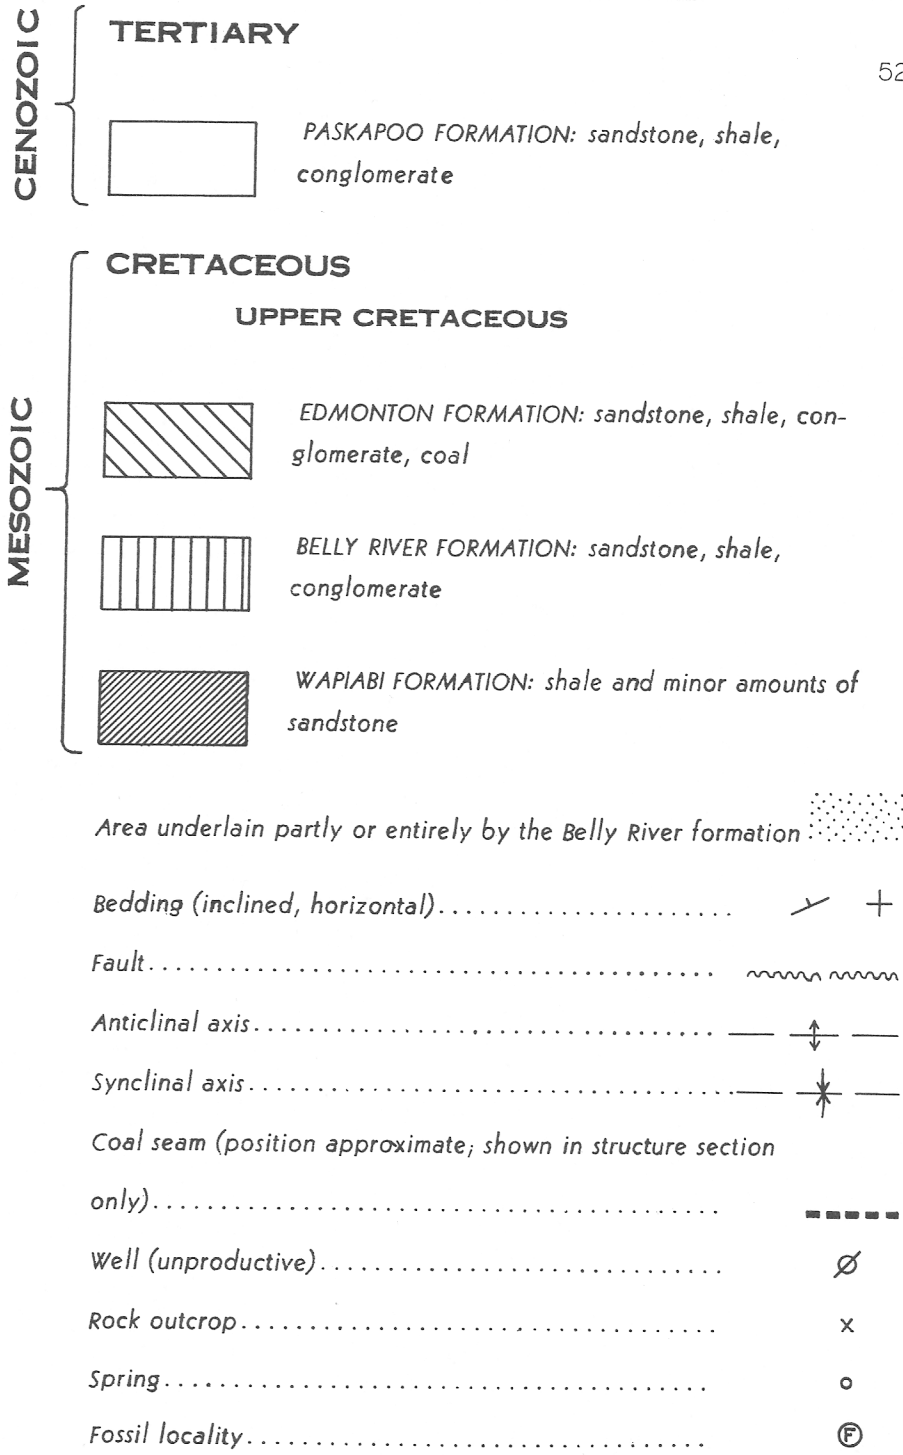 CENOZOIC
TERTIARY
52
PASKAPOO FORMATION: sandstone, shale,
conglomerate
MESOZOIC
CRETACEOUS
UPPER CRETACEOUS
EDMONTON FORMATION: sandstone, shale, con-
glomerate, coal
BELLY RIVER FORMATION: sandstone, shale,
conglomerate
WAPIABI FORMATION: shale and minor amounts of
sandstone
Area underlain partly or entirely by the Belly River formation
Bedding (inclined, horizontal)
Fault
Anticlinal axis
Synclinal axis
Coal seam (position approximate; shown in structure section
only)
Well (unproductive)
Rock outcrop x
Spring
Fossil locality F